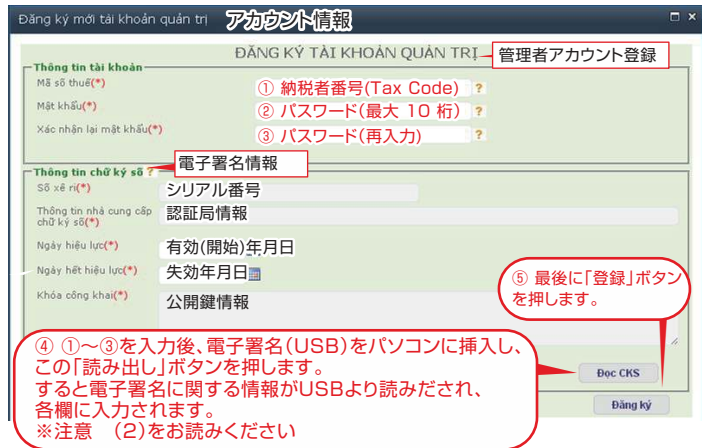 Đăng ký mới tài khoản quản trị アカウント情報
ĐĂNG KÝ TÀI KHOẢN QUẢN TRỊ 管理者アカウント登録
Thông tin tài khoản
Mã số thuế(*) ① 納税者番号(Tax Code) ?
Mật khẩu(*) ② パスワード(最大 10 桁) ?
Xác nhận lại mật khẩu(*) ③ パスワード(再入力) ?
Thông tin chữ ký số ? 電子署名情報
Số xê ri(*) シリアル番号
Thông tin nhà cung cấp
chữ ký số(*) 認証局情報
Ngày hiệu lực(*) 有効(開始)年月日
Ngày hết hiệu lực(*) 失効年月日
Khóa công khai(*) 公開鍵情報
⑤ 最後に「登録」ボタン
を押します。
④ ①～③を入力後、電子署名(USB)をパソコンに挿入し、
この「読み出し」ボタンを押します。
すると電子署名に関する情報がUSBより読みだされ、
各欄に入力されます。
※注意 (2)をお読みください
Đọc CKS
Đăng ký